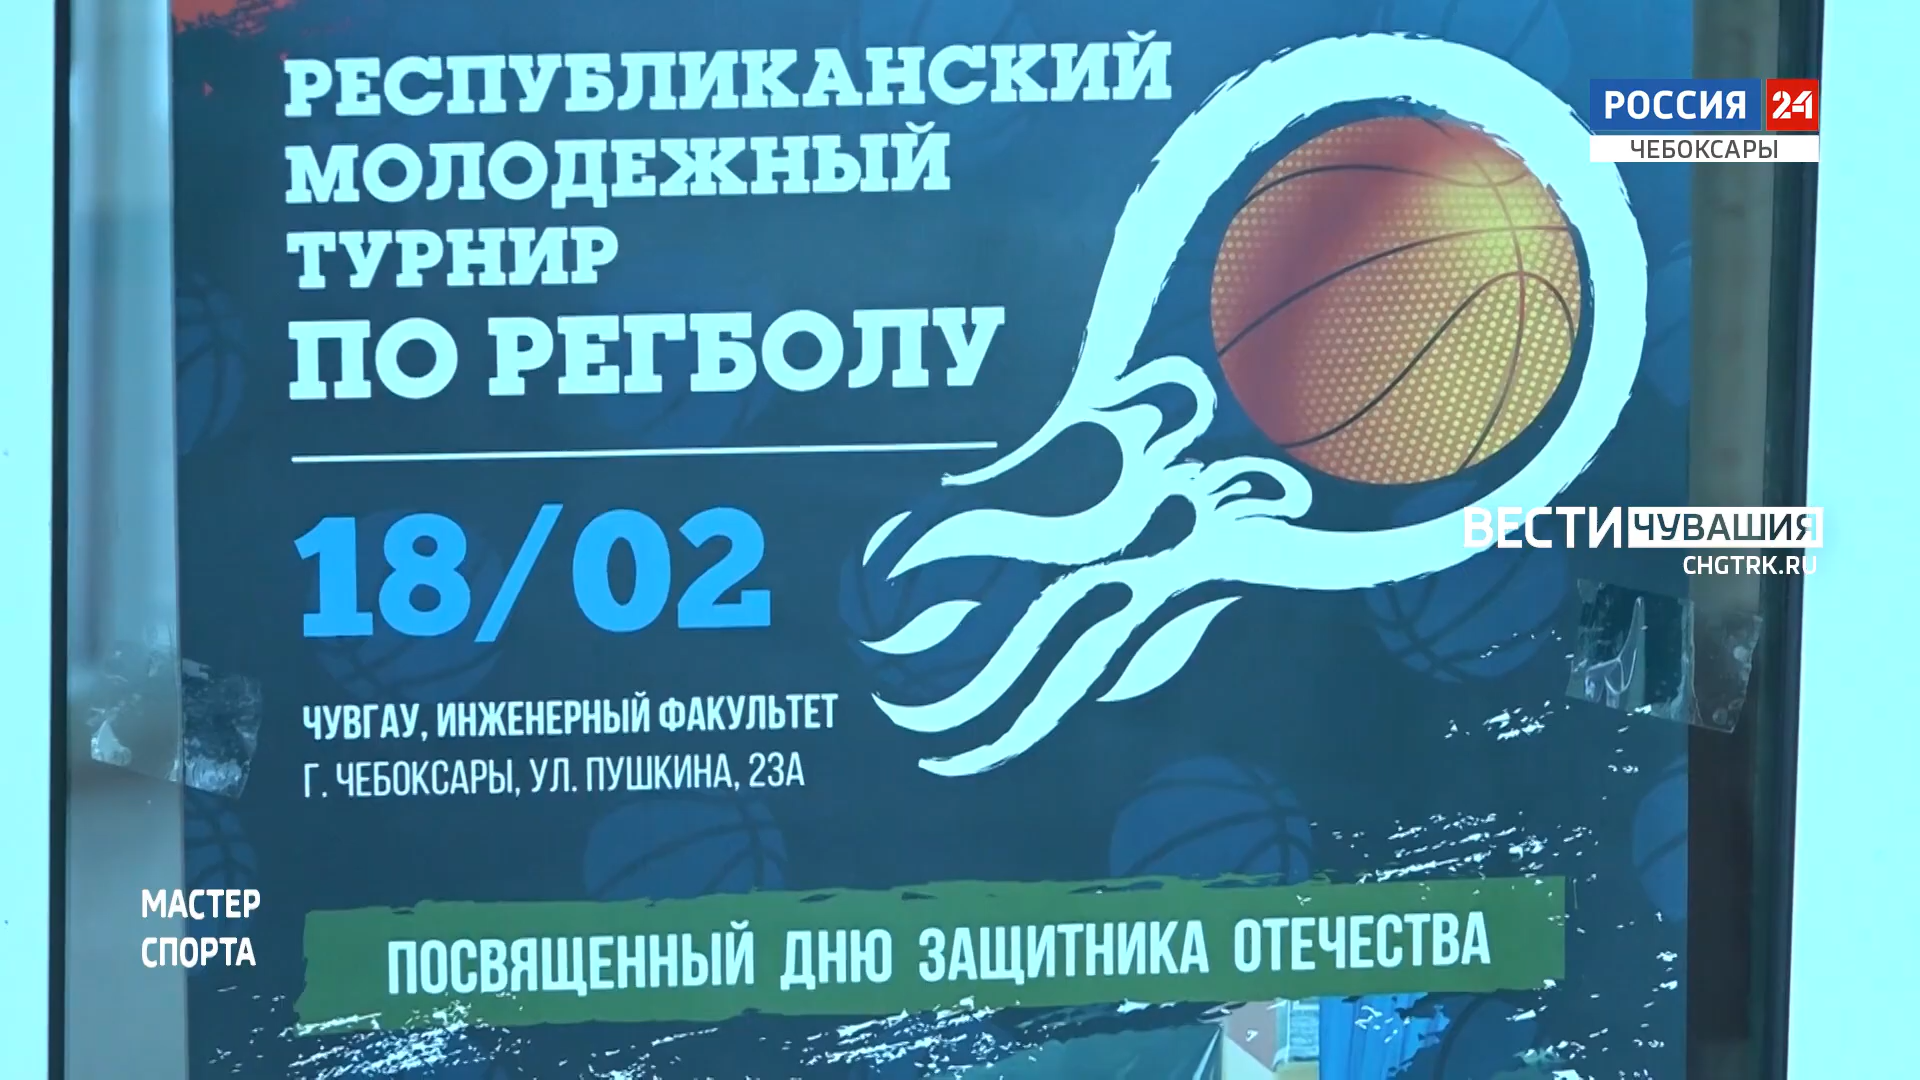 РЕСПУБЛИКАНСКИЙ
МОЛОДЕЖНЫЙ
ТУРНИР
ПО РЕГБОЛУ
18/02
ЧУВГАУ, ИНЖЕНЕРНЫЙ ФАКУЛЬТЕТ
Г. ЧЕБОКСАРЫ, УЛ. ПУШКИНА, 23А
ПОСВЯЩЕННЫЙ ДНЮ ЗАЩИТНИКА ОТЕЧЕСТВА
РОССИЯ 24
ЧЕБОКСАРЫ
ВЕСТИ ЧУВАШИЯ
CHGTRK.RU
МАСТЕР
СПОРТА